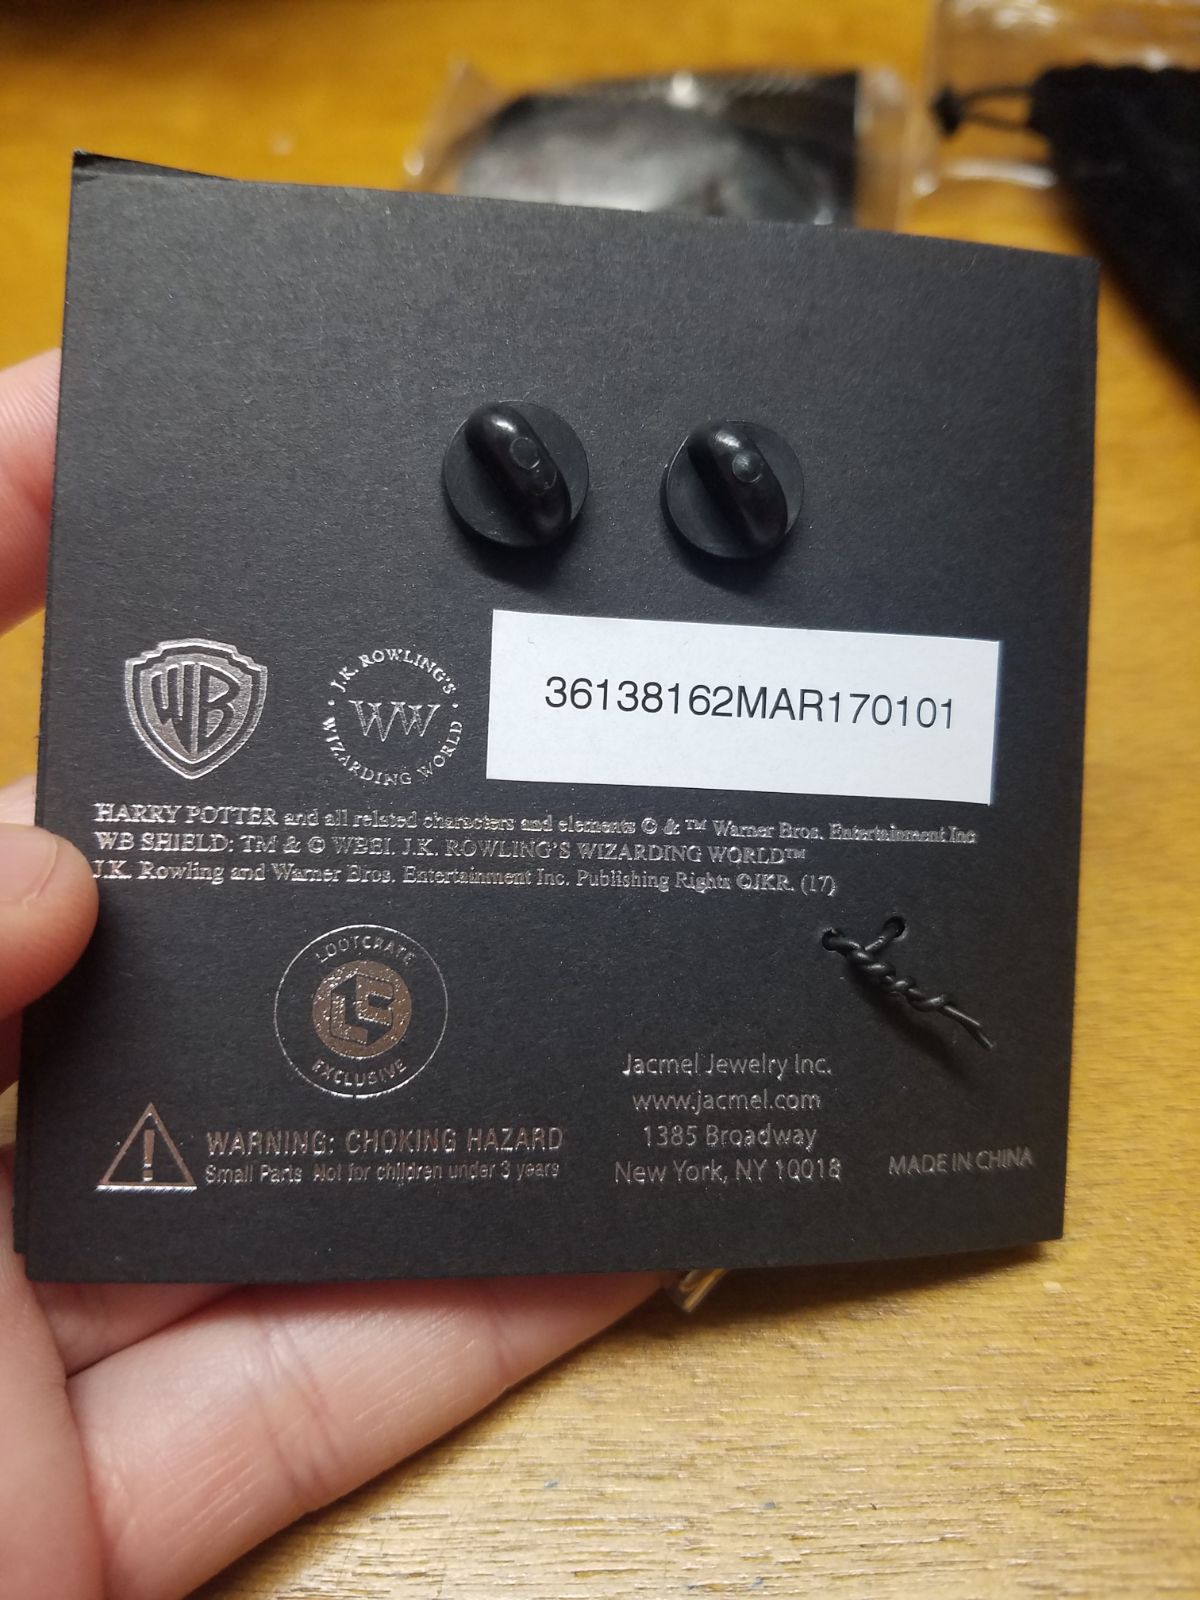 WB
J.K. ROWLING'S
WW
WIZARDING WORLD
36138162MAR170101
HARRY POTTER and all related characters and elements © & ™ Warner Bros. Entertainment Inc
WB SHIELD: TM & © WBEI. J.K. ROWLING'S WIZARDING WORLD™
J.K. Rowling and Warner Bros. Entertainment Inc. Publishing Rights ©JKR. (17)
LOOTCRATE
EXCLUSIVE
WARNING: CHOKING HAZARD
Small Parts Not for children under 3 years
Jacmel Jewelry Inc.
www.jacmel.com
1385 Broadway
New York, NY 10018
MADE IN CHINA